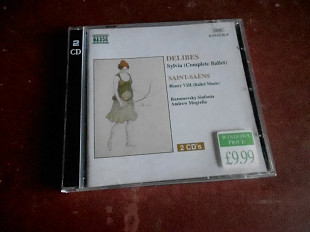 2
CD
NAXOS
DDD
DELIBES
Sylvia (Complete Ballet)
SAINT-SAËNS
Henry VIII (Ballet Music)
Razumovsky Sinfonia
Andrew Mogrelia
2 CD's
£9.99